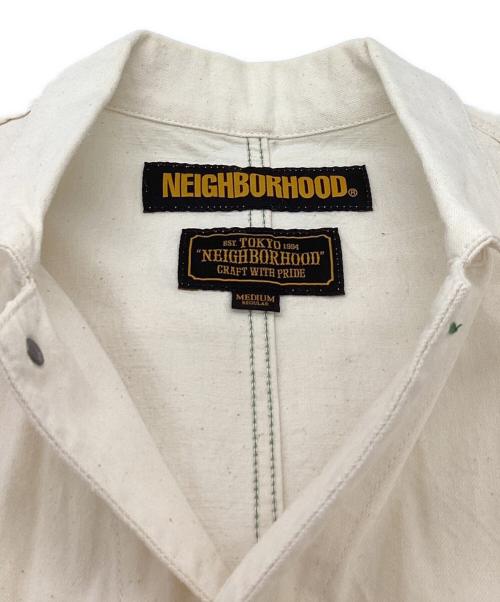 NEIGHBORHOOD®
EST. TOKYO 1994
"NEIGHBORHOOD"
CRAFT WITH PRIDE
MEDIUM
REGULAR